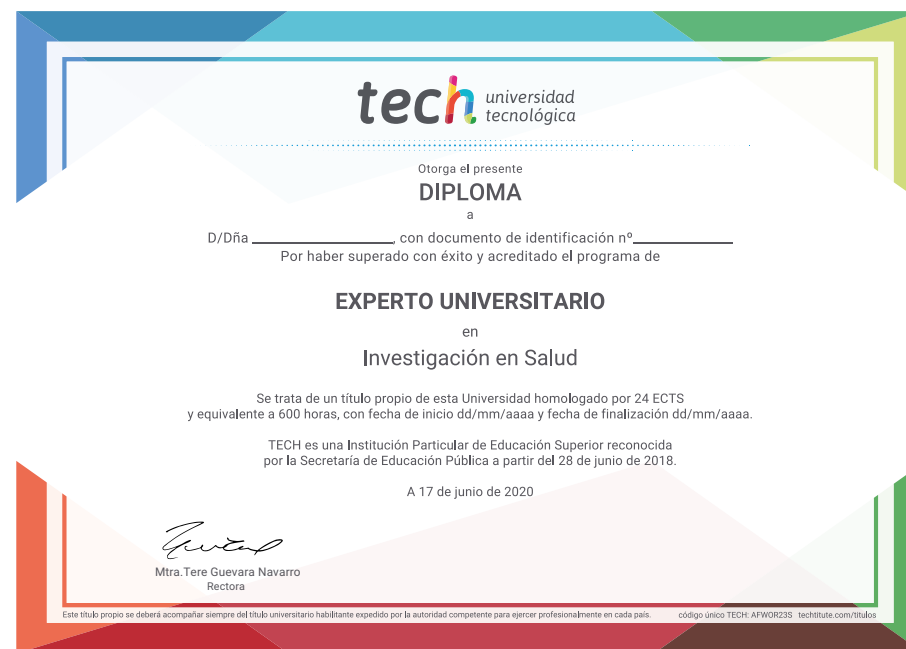 tech universidad
tecnológica
Otorga el presente
DIPLOMA
a
D/Dña ____________________, con documento de identificación nº______________
Por haber superado con éxito y acreditado el programa de
EXPERTO UNIVERSITARIO
en
Investigación en Salud
Se trata de un título propio de esta Universidad homologado por 24 ECTS
y equivalente a 600 horas, con fecha de inicio dd/mm/aaaa y fecha de finalización dd/mm/aaaa.
TECH es una Institución Particular de Educación Superior reconocida
por la Secretaría de Educación Pública a partir del 28 de junio de 2018.
A 17 de junio de 2020
Mtra.Tere Guevara Navarro
Rectora
Este título propio se deberá acompañar siempre del título universitario habilitante expedido por la autoridad competente para ejercer profesionalmente en cada país. código único TECH: AFWOR23S techtitute.com/titulos